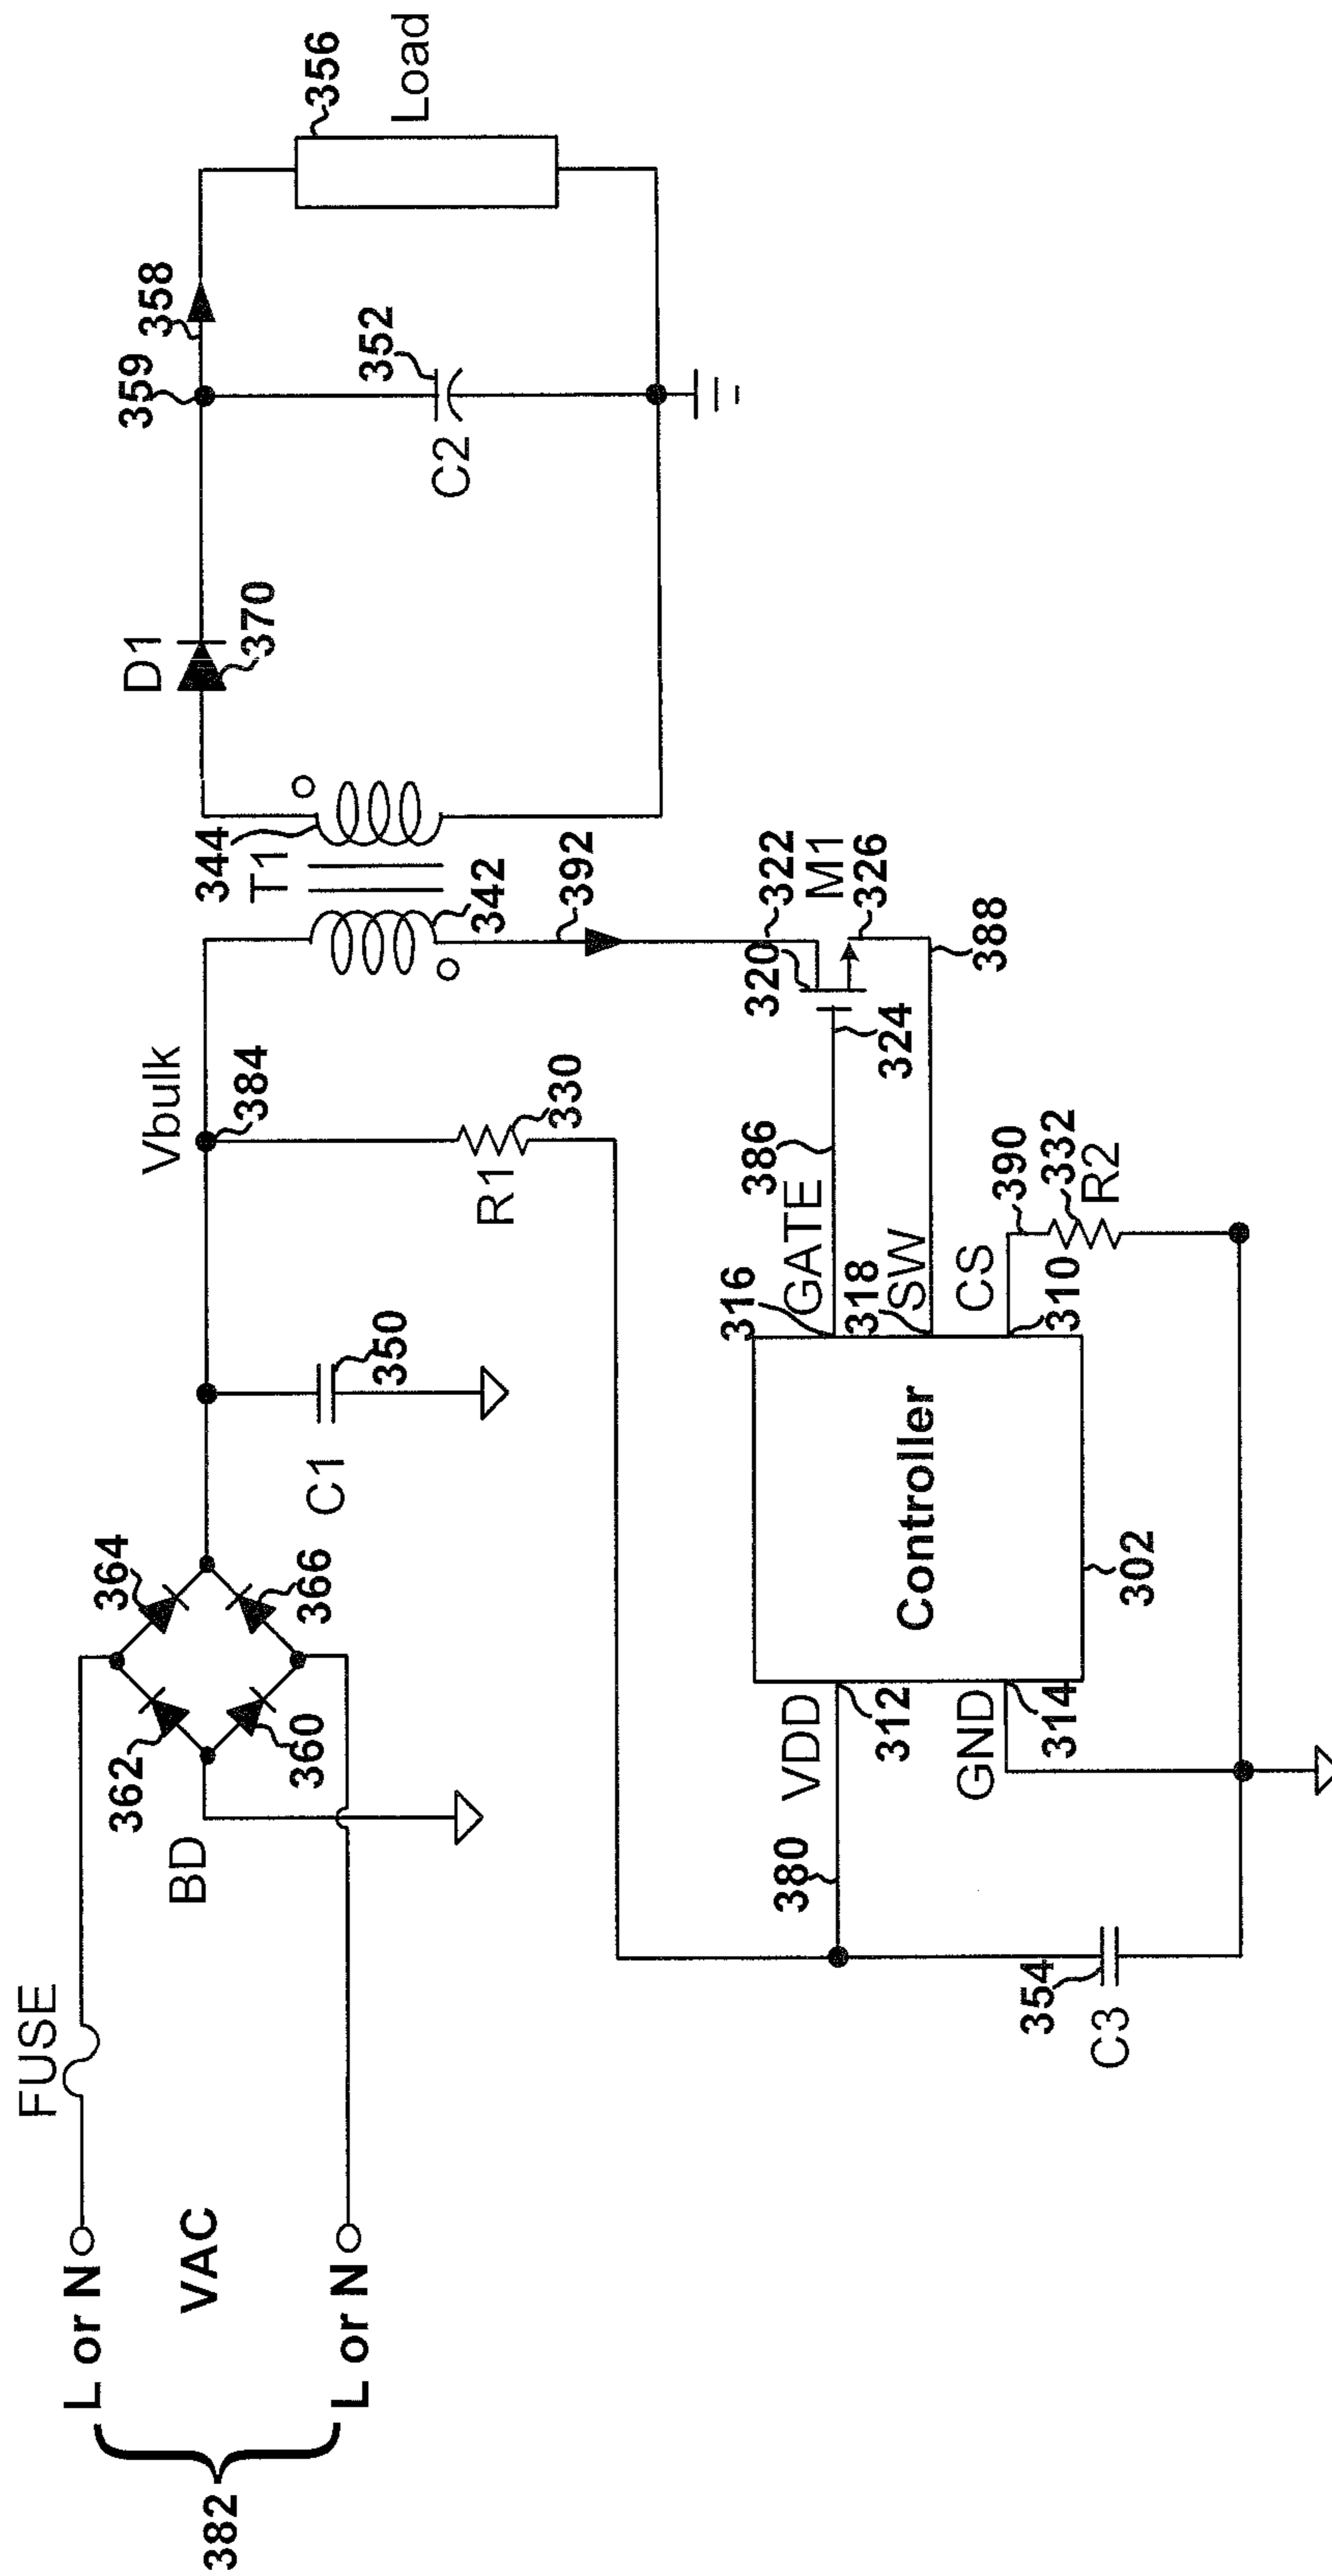 382
L or N
VAC
L or N
FUSE
BD
362
360
364
366
C1
350
Vbulk
384
R1
330
T1
344
342
392
D1
370
359
358
352
C2
356
Load
380
354
C3
VDD
312
GND
314
Controller
302
316
GATE
386
318
SW
CS
310
390
332
R2
320
324
322
M1
326
388